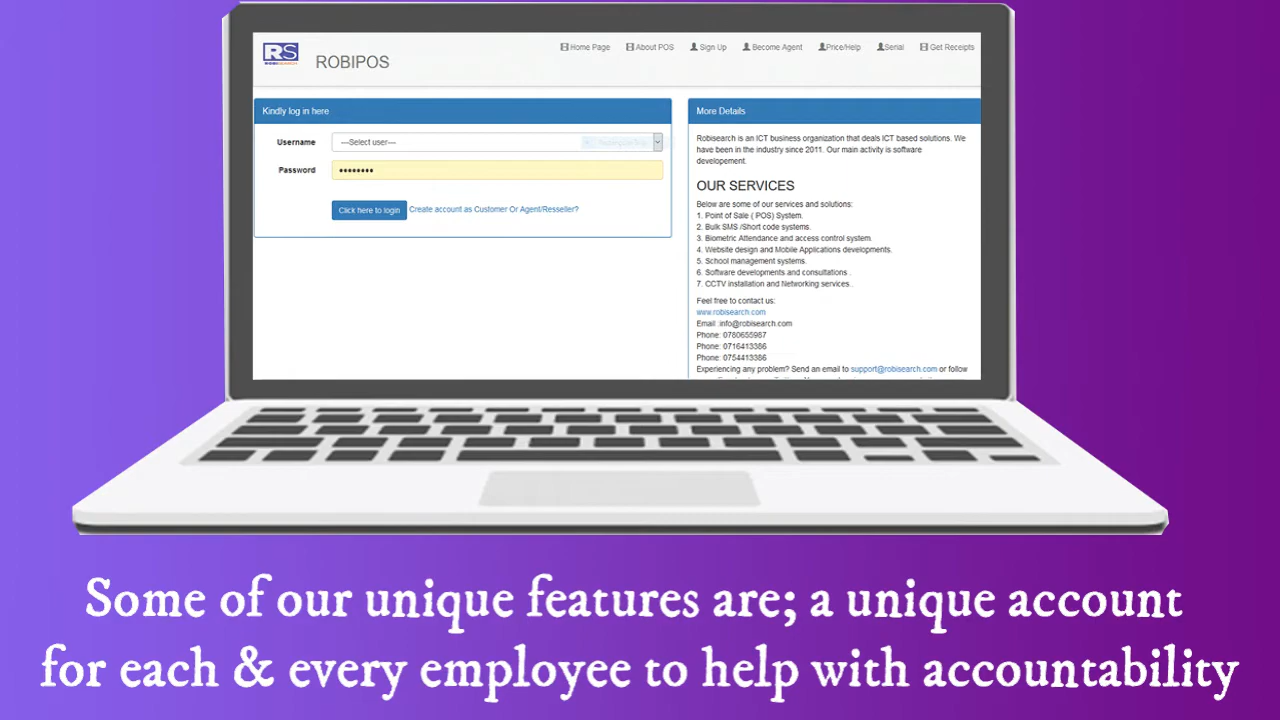 RS
ROBISEARCH
ROBIPOS
Home Page About POS Sign Up Become Agent Price/Help Serial Get Receipts
Kindly log in here
Username ---Select user---
Password ••••••••
Click here to login Create account as Customer Or Agent/Resseller?
More Details
Robisearch is an ICT business organization that deals ICT based solutions. We
have been in the industry since 2011. Our main activity is software
developement.
OUR SERVICES
Below are some of our services and solutions:
1. Point of Sale ( POS) System.
2. Bulk SMS /Short code systems.
3. Biometric Attendance and access control system.
4. Website design and Mobile Applications developments.
5. School management systems.
6. Software developments and consultations .
7. CCTV installation and Networking services.
Feel free to contact us:
www.robisearch.com
Email :info@robisearch.com
Phone: 0780655987
Phone: 0716413386
Phone: 0754413386
Experiencing any problem? Send an email to support@robisearch.com or follow
Some of our unique features are; a unique account
for each & every employee to help with accountability